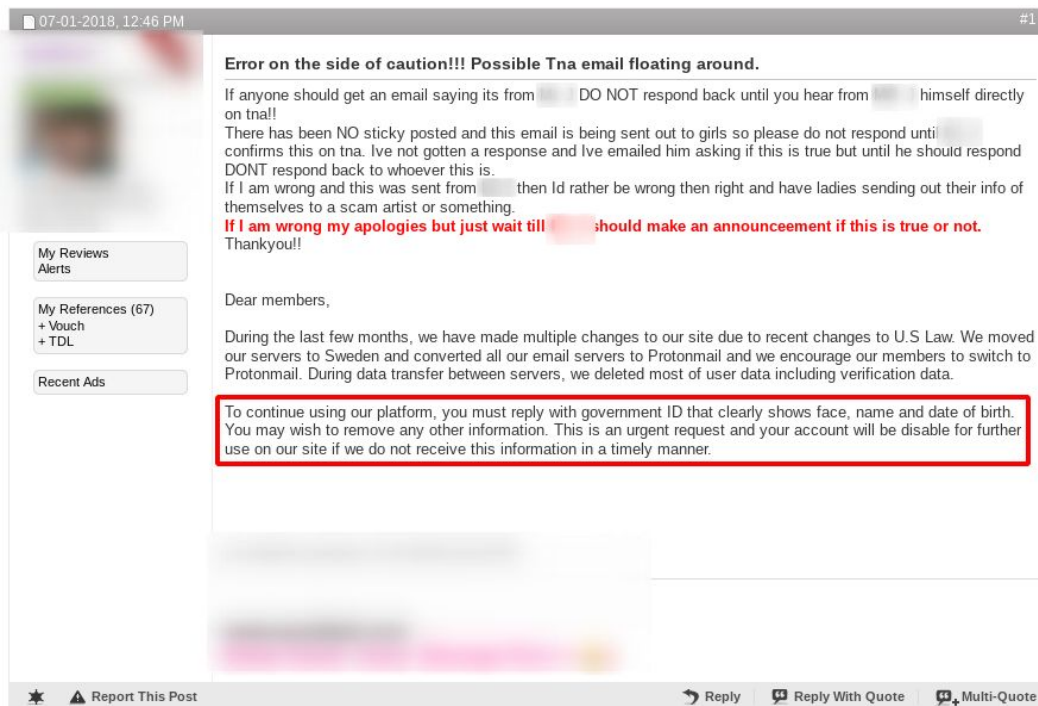 07-01-2018, 12:46 PM
#1
Error on the side of caution!!! Possible Tna email floating around.
If anyone should get an email saying its from DO NOT respond back until you hear from himself directly
on tna!!
There has been NO sticky posted and this email is being sent out to girls so please do not respond unti
confirms this on tna. Ive not gotten a response and Ive emailed him asking if this is true but until he should respond
DONT respond back to whoever this is.
If I am wrong and this was sent from then Id rather be wrong then right and have ladies sending out their info of
themselves to a scam artist or something.
If I am wrong my apologies but just wait till should make an announceement if this is true or not.
Thankyou!!
My Reviews
Alerts
My References (67)
+ Vouch
+ TDL
Recent Ads
Dear members,
During the last few months, we have made multiple changes to our site due to recent changes to U.S Law. We moved
our servers to Sweden and converted all our email servers to Protonmail and we encourage our members to switch to
Protonmail. During data transfer between servers, we deleted most of user data including verification data.
To continue using our platform, you must reply with government ID that clearly shows face, name and date of birth.
You may wish to remove any other information. This is an urgent request and your account will be disable for further
use on our site if we do not receive this information in a timely manner.
Report This Post
Reply
Reply With Quote
Multi-Quote